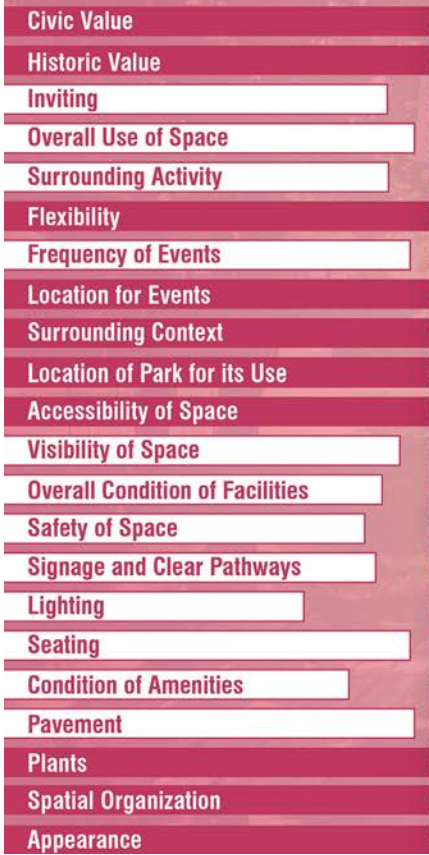 Civic Value
Historic Value
Inviting
Overall Use of Space
Surrounding Activity
Flexibility
Frequency of Events
Location for Events
Surrounding Context
Location of Park for its Use
Accessibility of Space
Visibility of Space
Overall Condition of Facilities
Safety of Space
Signage and Clear Pathways
Lighting
Seating
Condition of Amenities
Pavement
Plants
Spatial Organization
Appearance